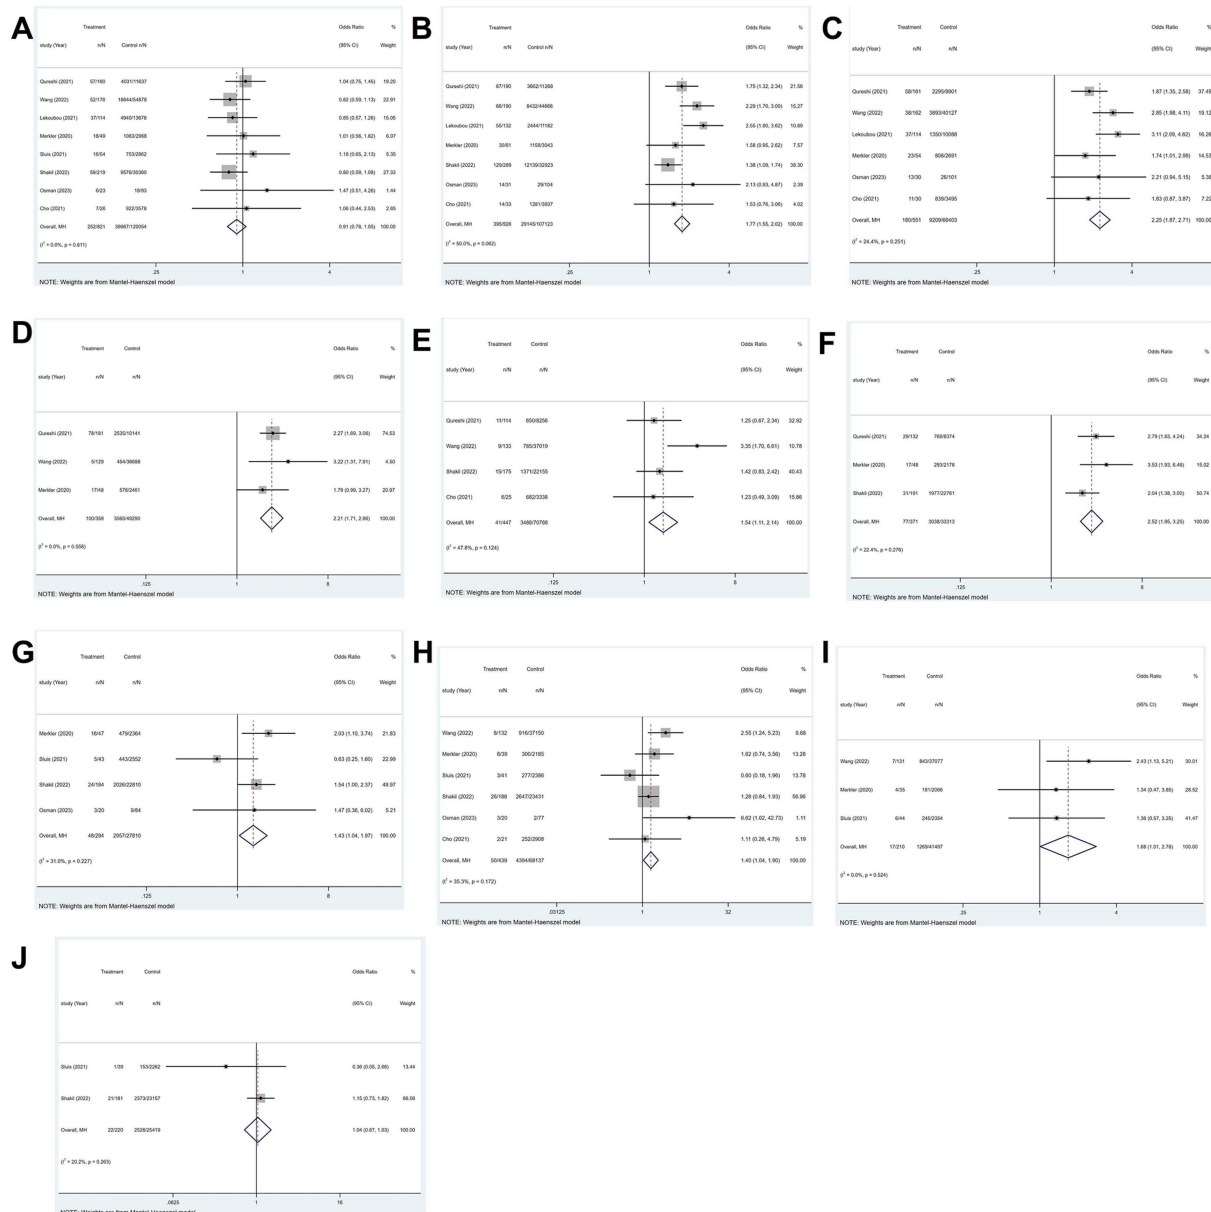 A
Treatment Odds Ratio %
study (Year) n/N Control n/N (95% CI) Weight
Qureshi (2021) 57/160 4031/11637 1.04 (0.75, 1.45) 19.20
Wang (2022) 52/176 18644/54878 0.82 (0.59, 1.13) 22.91
Lekoubou (2021) 37/114 4940/13678 0.85 (0.57, 1.26) 15.05
Merkler (2020) 18/49 1083/2968 1.01 (0.56, 1.82) 6.07
Sluis (2021) 16/54 753/2862 1.18 (0.65, 2.13) 5.35
Shakil (2022) 59/219 9576/30360 0.80 (0.59, 1.08) 27.33
Osman (2023) 6/23 18/93 1.47 (0.51, 4.26) 1.44
Cho (2021) 7/26 922/3578 1.06 (0.44, 2.53) 2.65
Overall, MH 252/821 39967/120054 0.91 (0.78, 1.05) 100.00
(I² = 0.0%, p = 0.611)
.25 1 4
NOTE: Weights are from Mantel-Haenszel model
B
Treatment Odds Ratio %
study (Year) n/N Control n/N (95% CI) Weight
Qureshi (2021) 87/190 3662/11268 1.75 (1.32, 2.34) 21.56
Wang (2022) 66/190 8432/44666 2.29 (1.70, 3.09) 15.27
Lekoubou (2021) 55/132 2444/11182 2.55 (1.80, 3.62) 10.89
Merkler (2020) 30/61 1158/3043 1.58 (0.95, 2.62) 7.57
Shakil (2022) 129/289 12139/32923 1.38 (1.09, 1.74) 38.30
Osman (2023) 14/31 29/104 2.13 (0.93, 4.87) 2.39
Cho (2021) 14/33 1281/3937 1.53 (0.76, 3.06) 4.02
Overall, MH 395/926 29145/107123 1.77 (1.55, 2.02) 100.00
(I² = 50.0%, p = 0.062)
.25 1 4
NOTE: Weights are from Mantel-Haenszel model
C
Treatment Control Odds Ratio %
study (Year) n/N n/N (95% CI) Weight
Qureshi (2021) 58/161 2295/9901 1.87 (1.35, 2.58) 37.49
Wang (2022) 38/162 3893/40127 2.85 (1.98, 4.11) 19.12
Lekoubou (2021) 37/114 1350/10088 3.11 (2.09, 4.62) 16.26
Merkler (2020) 23/54 806/2691 1.74 (1.01, 2.99) 14.53
Osman (2023) 13/30 26/101 2.21 (0.94, 5.15) 5.38
Cho (2021) 11/30 839/3495 1.83 (0.87, 3.87) 7.22
Overall, MH 180/551 9209/66403 2.25 (1.87, 2.71) 100.00
(I² = 24.4%, p = 0.251)
1 4
NOTE: Weights are from Mantel-Haenszel model
D
Treatment Control Odds Ratio %
study (Year) n/N n/N (95% CI) Weight
Qureshi (2021) 78/181 2535/10141 2.27 (1.69, 3.06) 74.53
Wang (2022) 5/129 454/36688 3.22 (1.31, 7.91) 4.50
Merkler (2020) 17/48 576/2461 1.79 (0.99, 3.27) 20.97
Overall, MH 100/358 3565/49290 2.21 (1.71, 2.86) 100.00
(I² = 0.0%, p = 0.558)
.125 1 8
NOTE: Weights are from Mantel-Haenszel model
E
Treatment Control Odds Ratio %
study (Year) n/N n/N (95% CI) Weight
Qureshi (2021) 11/114 650/8256 1.25 (0.67, 2.34) 32.92
Wang (2022) 9/133 785/37019 3.35 (1.70, 6.61) 10.78
Shakil (2022) 15/175 1371/22155 1.42 (0.83, 2.42) 40.43
Cho (2021) 6/25 682/3338 1.23 (0.49, 3.09) 15.86
Overall, MH 41/447 3488/70768 1.54 (1.11, 2.14) 100.00
(I² = 47.8%, p = 0.124)
.125 1 8
NOTE: Weights are from Mantel-Haenszel model
F
Treatment Control Odds Ratio %
study (Year) n/N n/N (95% CI) Weight
Qureshi (2021) 29/132 768/8374 2.79 (1.83, 4.24) 34.24
Merkler (2020) 17/48 293/2178 3.53 (1.93, 6.46) 15.02
Shakil (2022) 31/191 1977/22761 2.04 (1.38, 3.00) 50.74
Overall, MH 77/371 3038/33313 2.52 (1.95, 3.25) 100.00
(I² = 22.4%, p = 0.276)
.125 1 8
NOTE: Weights are from Mantel-Haenszel model
G
Treatment Control Odds Ratio %
study (Year) n/N n/N (95% CI) Weight
Merkler (2020) 16/47 479/2364 2.03 (1.10, 3.74) 21.83
Sluis (2021) 5/43 443/2552 0.63 (0.25, 1.60) 22.99
Shakil (2022) 24/184 2026/22810 1.54 (1.00, 2.37) 49.97
Osman (2023) 3/20 9/84 1.47 (0.36, 6.02) 5.21
Overall, MH 48/294 2957/27810 1.43 (1.04, 1.97) 100.00
(I² = 31.0%, p = 0.227)
.125 1 8
NOTE: Weights are from Mantel-Haenszel model
H
Treatment Control Odds Ratio %
study (Year) n/N n/N (95% CI) Weight
Wang (2022) 8/132 916/37150 2.55 (1.24, 5.23) 9.68
Merkler (2020) 8/39 300/2185 1.62 (0.74, 3.56) 13.28
Sluis (2021) 3/41 277/2386 0.60 (0.18, 1.96) 13.78
Shakil (2022) 26/186 2647/23431 1.28 (0.84, 1.93) 56.96
Osman (2023) 3/20 2/77 6.62 (1.02, 42.73) 1.11
Cho (2021) 2/21 252/2908 1.11 (0.26, 4.79) 5.19
Overall, MH 50/439 4394/68137 1.40 (1.04, 1.90) 100.00
(I² = 35.3%, p = 0.172)
.03125 1 32
NOTE: Weights are from Mantel-Haenszel model
I
Treatment Control Odds Ratio %
study (Year) n/N n/N (95% CI) Weight
Wang (2022) 7/131 843/37077 2.43 (1.13, 5.21) 30.01
Merkler (2020) 4/35 181/2066 1.34 (0.47, 3.85) 28.52
Sluis (2021) 6/44 245/2354 1.36 (0.57, 3.25) 41.47
Overall, MH 17/210 1269/41497 1.68 (1.01, 2.78) 100.00
(I² = 0.0%, p = 0.524)
.25 1 4
NOTE: Weights are from Mantel-Haenszel model
J
Treatment Control Odds Ratio %
study (Year) n/N n/N (95% CI) Weight
Sluis (2021) 1/39 153/2262 0.36 (0.05, 2.66) 13.44
Shakil (2022) 21/181 2373/23157 1.15 (0.73, 1.82) 86.56
Overall, MH 22/220 2526/25419 1.04 (0.67, 1.63) 100.00
(I² = 20.2%, p = 0.263)
.0625 1 16
NOTE: Weights are from Mantel-Haenszel model